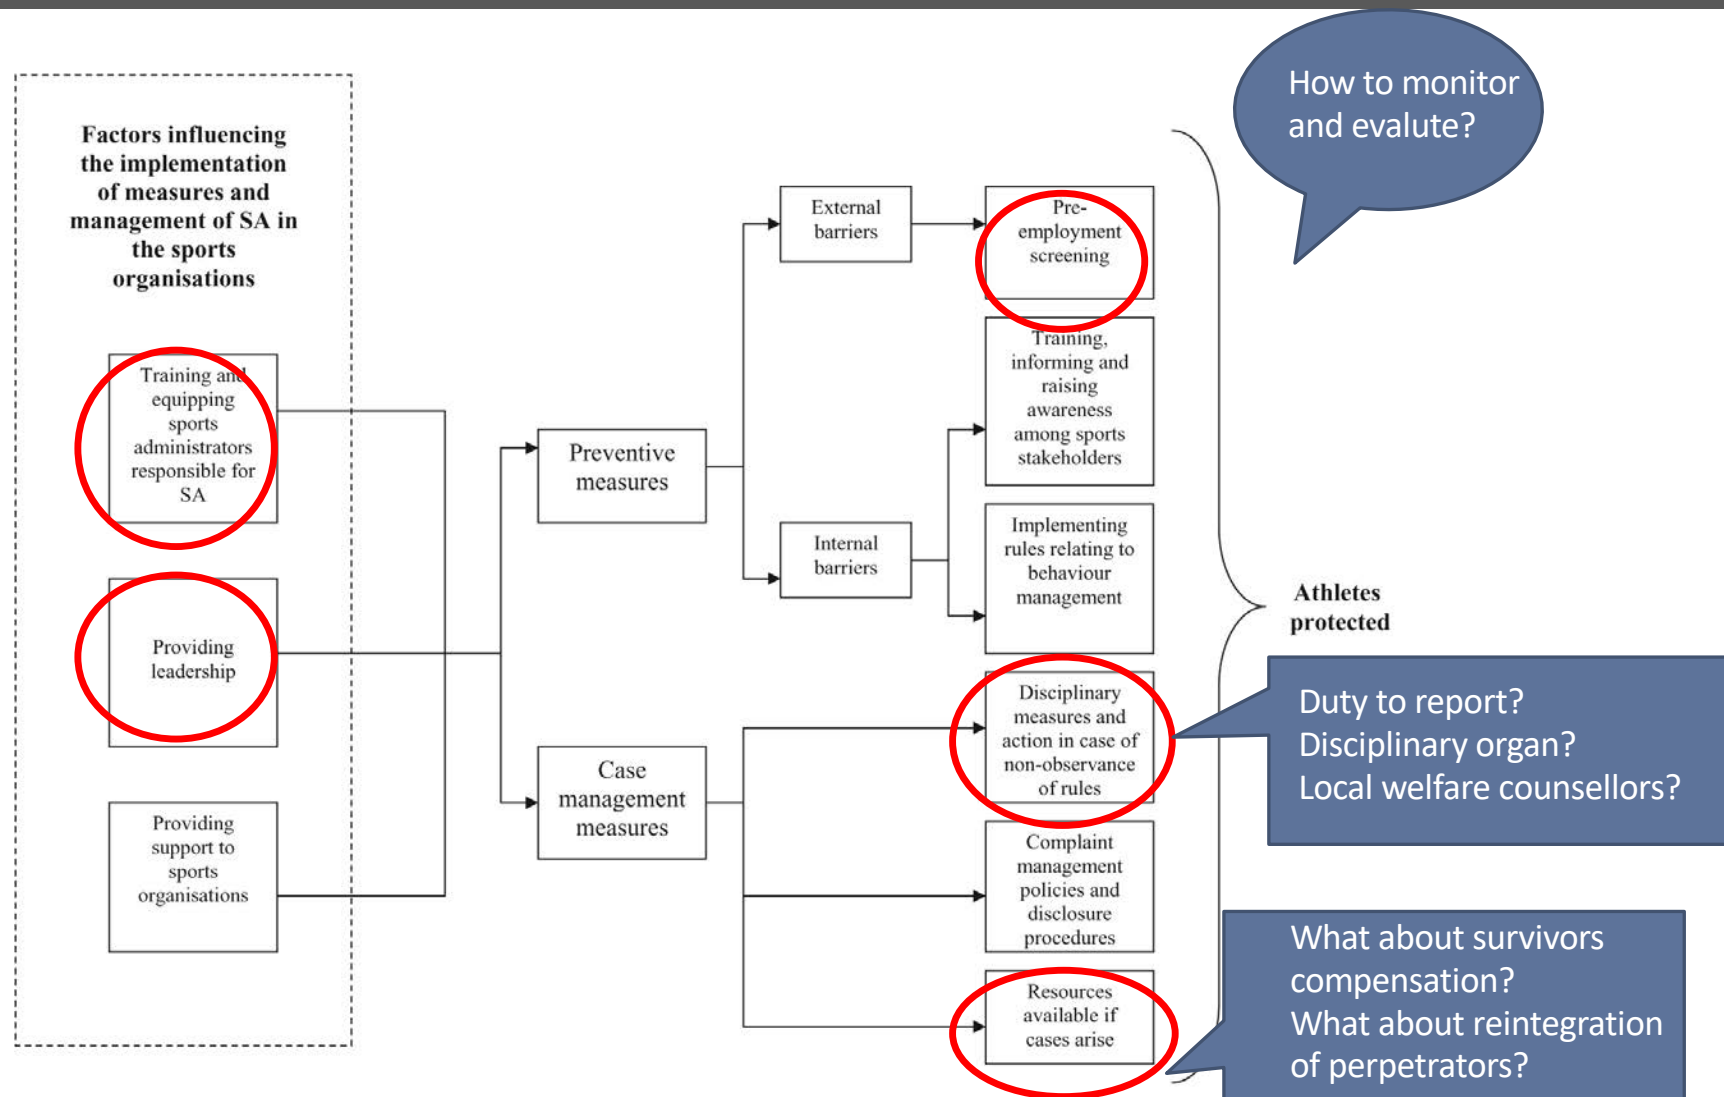 How to monitor
and evalute?
Factors influencing
the implementation
of measures and
management of SA in
the sports
organisations
Training and
equipping
sports
administrators
responsible for
SA
Providing
leadership
Providing
support to
sports
organisations
Preventive
measures
Case
management
measures
External
barriers
Internal
barriers
Pre-
employment
screening
Training,
informing and
raising
awareness
among sports
stakeholders
Implementing
rules relating to
behaviour
management
Disciplinary
measures and
action in case of
non-observance
of rules
Complaint
management
policies and
disclosure
procedures
Resources
available if
cases arise
Athletes
protected
Duty to report?
Disciplinary organ?
Local welfare counsellors?
What about survivors
compensation?
What about reintegration
of perpetrators?